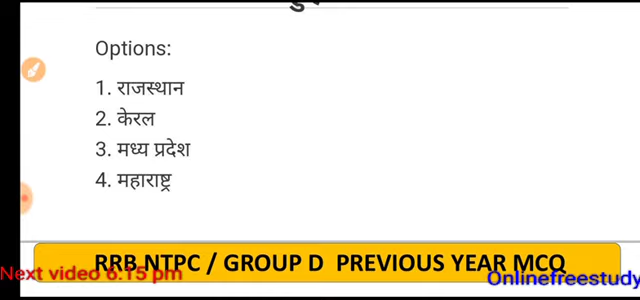 Options:
1. राजस्थान
2. केरल
3. मध्य प्रदेश
4. महाराष्ट्र
RRB NTPC / GROUP D PREVIOUS YEAR MCQ
Next video 6:15 pm
Onlinefreestudy